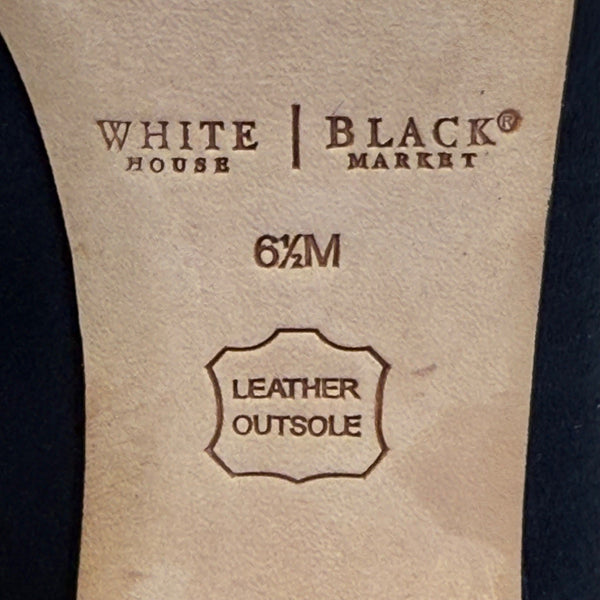 WHITE | BLACK®
HOUSE MARKET
6½M
LEATHER
OUTSOLE